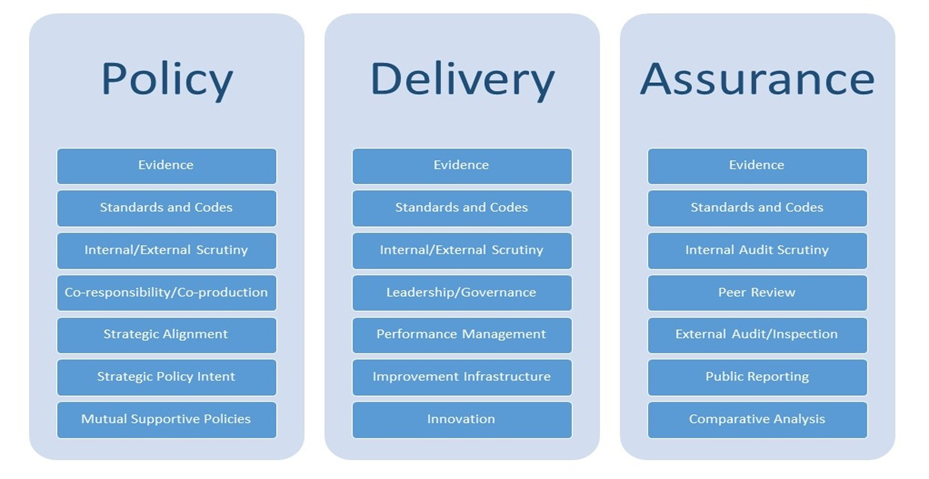 Policy
Evidence
Standards and Codes
Internal/External Scrutiny
Co-responsibility/Co-production
Strategic Alignment
Strategic Policy Intent
Mutual Supportive Policies
Delivery
Evidence
Standards and Codes
Internal/External Scrutiny
Leadership/Governance
Performance Management
Improvement Infrastructure
Innovation
Assurance
Evidence
Standards and Codes
Internal Audit Scrutiny
Peer Review
External Audit/Inspection
Public Reporting
Comparative Analysis